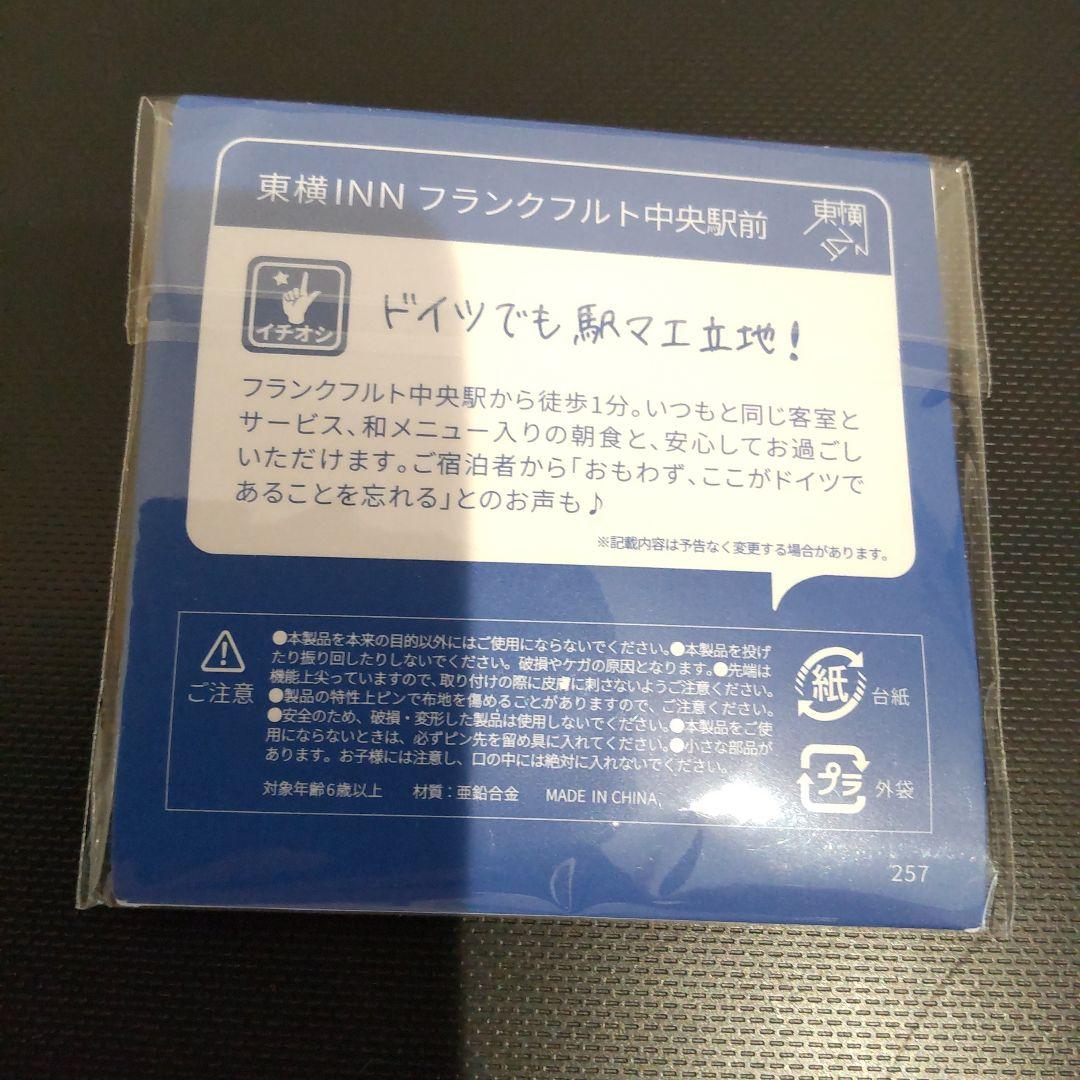 東横INN フランクフルト中央駅前
東横INN
イチオシ
ドイツでも駅マエ立地!
フランクフルト中央駅から徒歩1分。いつもと同じ客室と
サービス、和メニュー入りの朝食と、安心してお過ごし
いただけます。ご宿泊者から「おもわず、ここがドイツで
あることを忘れる」とのお声も♪
※記載内容は予告なく変更する場合があります。
ご注意
●本製品を本来の目的以外にはご使用にならないでください。●本製品を投げ
たり振り回したりしないでください。破損やケガの原因となります。●先端は
機能上尖っていますので、取り付けの際に皮膚に刺さないようご注意ください。
●製品の特性上ピンで布地を傷めることがありますので、ご注意ください。
●安全のため、破損・変形した製品は使用しないでください。●本製品をご使
用にならないときは、必ずピン先を留め具に入れてください。●小さな部品が
あります。お子様には注意し、口の中には絶対に入れないでください。
対象年齢6歳以上 材質:亜鉛合金 MADE IN CHINA
紙
台紙
プラ
外袋
257